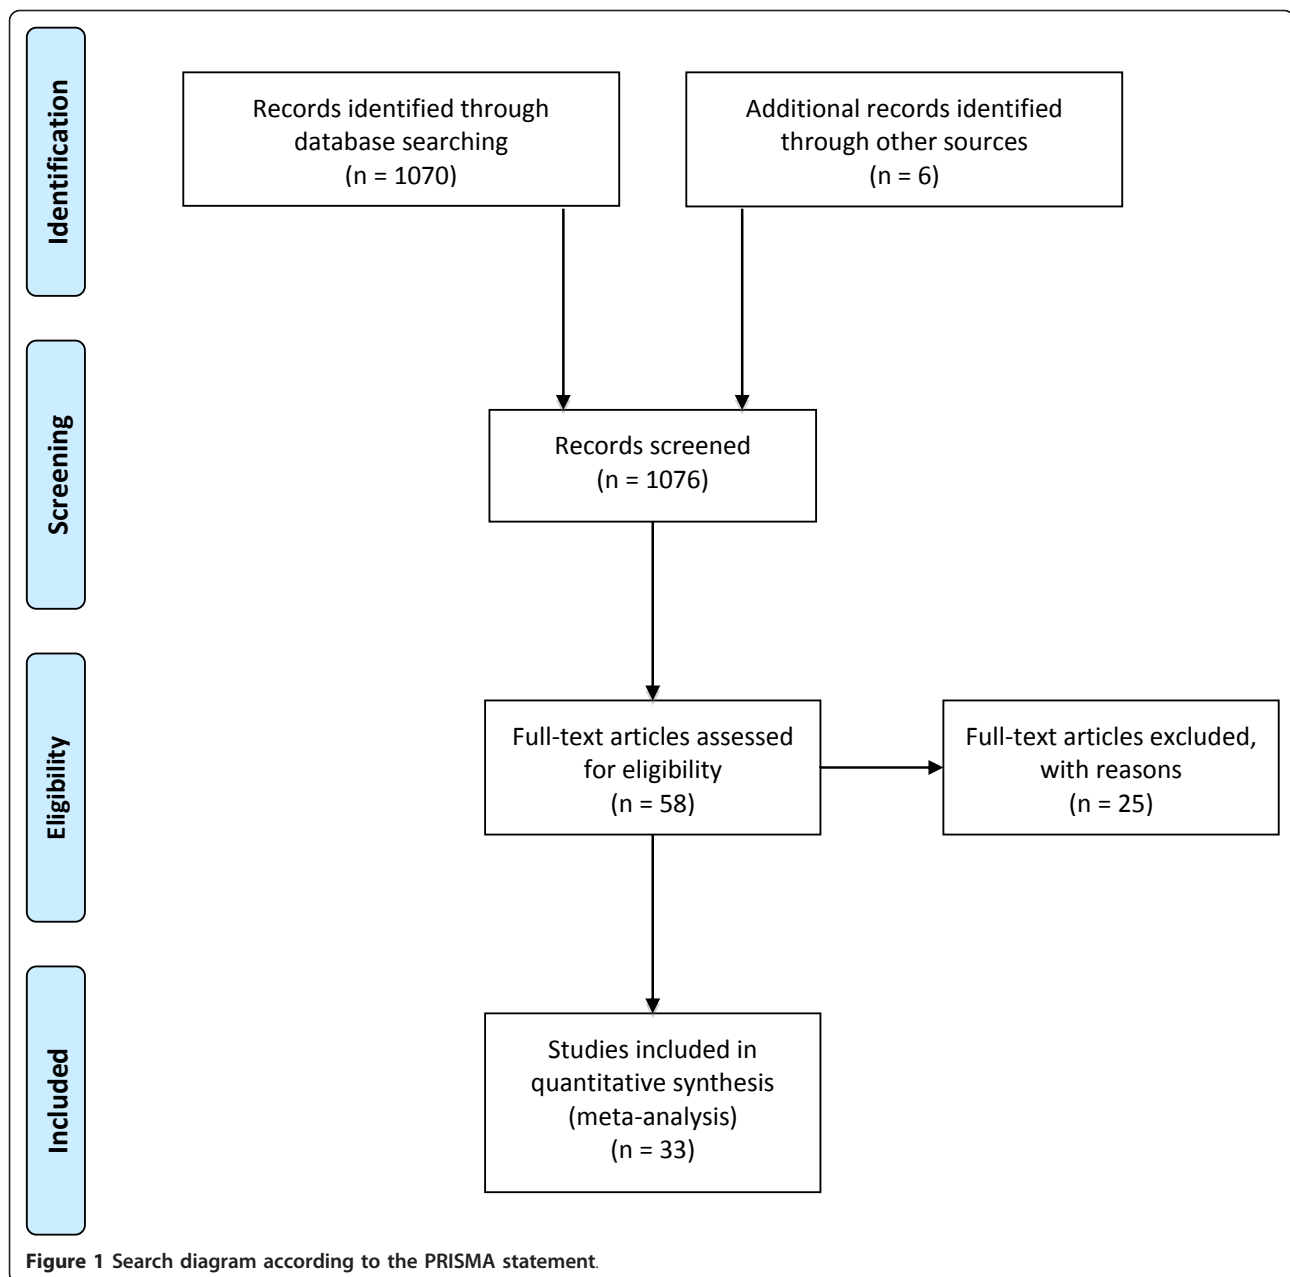 Identification
Records identified through
database searching
(n = 1070)
Additional records identified
through other sources
(n = 6)
Screening
Records screened
(n = 1076)
Eligibility
Full-text articles assessed
for eligibility
(n = 58)
Full-text articles excluded,
with reasons
(n = 25)
Included
Studies included in
quantitative synthesis
(meta-analysis)
(n = 33)
Figure 1 Search diagram according to the PRISMA statement.